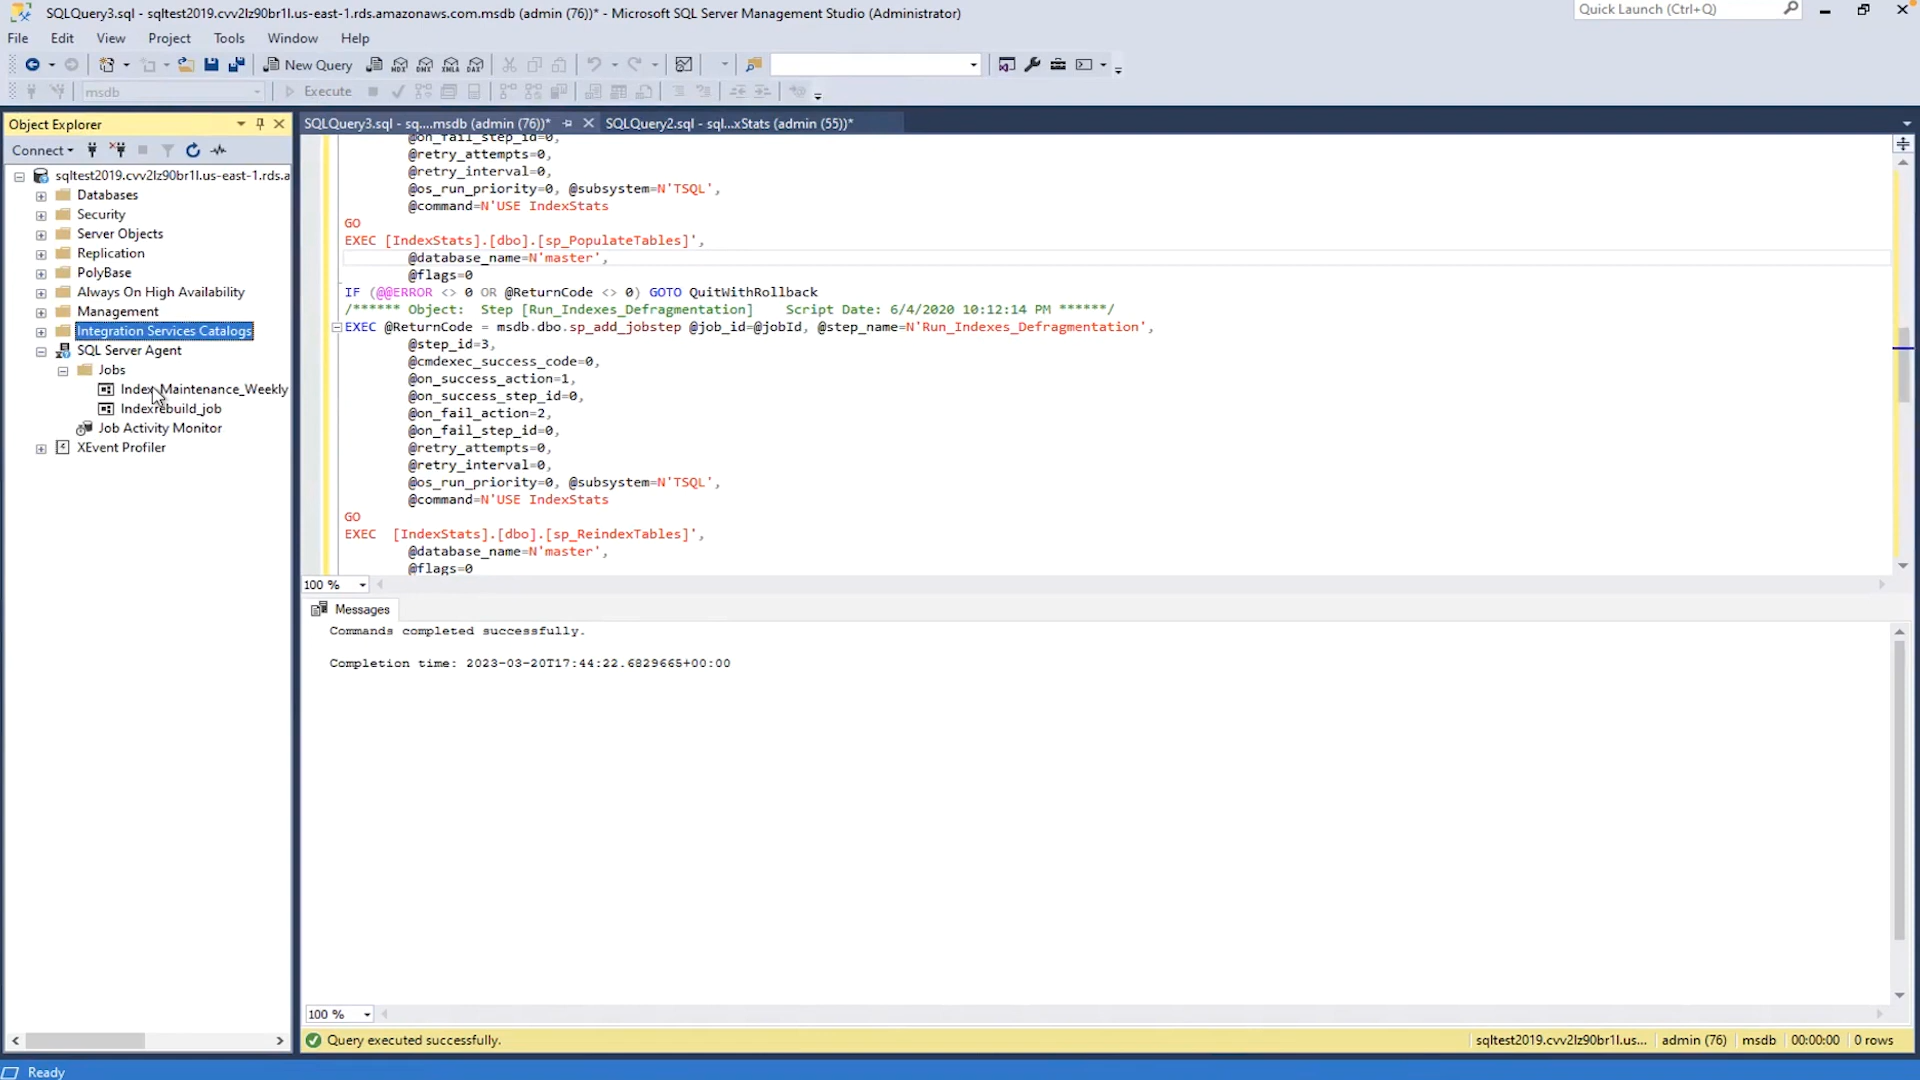 SQLQuery3.sql - sqltest2019.cvv2lz90br1l.us-east-1.rds.amazonaws.com.msdb (admin (76))* - Microsoft SQL Server Management Studio (Administrator)
Quick Launch (Ctrl+Q)
File Edit View Project Tools Window Help
New Query
msdb
Execute
Object Explorer
SQLQuery3.sql - sq....msdb (admin (76))*
SQLQuery2.sql - sql...xStats (admin (55))*
Connect
sqltest2019.cvv2lz90br1l.us-east-1.rds.a
Databases
Security
Server Objects
Replication
PolyBase
Always On High Availability
Management
Integration Services Catalogs
SQL Server Agent
Jobs
Index_Maintenance_Weekly
Indexrebuild_job
Job Activity Monitor
XEvent Profiler
@on_fail_step_id=0,
@retry_attempts=0,
@retry_interval=0,
@os_run_priority=0, @subsystem=N'TSQL',
@command=N'USE IndexStats
GO
EXEC [IndexStats].[dbo].[sp_PopulateTables]',
@database_name=N'master',
@flags=0
IF (@@ERROR <> 0 OR @ReturnCode <> 0) GOTO QuitWithRollback
/****** Object:  Step [Run_Indexes_Defragmentation]    Script Date: 6/4/2020 10:12:14 PM ******/
EXEC @ReturnCode = msdb.dbo.sp_add_jobstep @job_id=@jobId, @step_name=N'Run_Indexes_Defragmentation',
@step_id=3,
@cmdexec_success_code=0,
@on_success_action=1,
@on_success_step_id=0,
@on_fail_action=2,
@on_fail_step_id=0,
@retry_attempts=0,
@retry_interval=0,
@os_run_priority=0, @subsystem=N'TSQL',
@command=N'USE IndexStats
GO
EXEC  [IndexStats].[dbo].[sp_ReindexTables]',
@database_name=N'master',
@flags=0
100 %
Messages
Commands completed successfully.
Completion time: 2023-03-20T17:44:22.6829665+00:00
100 %
Query executed successfully.
sqltest2019.cvv2lz90br1l.us... admin (76) msdb 00:00:00 0 rows
Ready